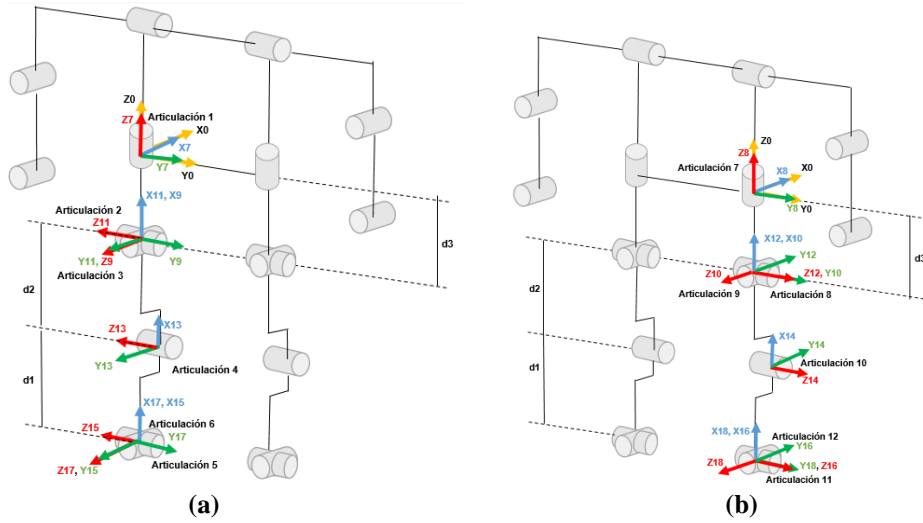 Z0
Z7
Articulación 1
X0
X7
Y7
Y0
X11, X9
Articulación 2
Z11
Y11, Z9
Y9
Articulación 3
d3
d2
X13
Z13
Y13
Articulación 4
d1
X17, X15
Articulación 6
Z15
Y17
Z17, Y15
Articulación 5
(a)
Z0
Z8
Articulación 7
X8
X0
Y8
Y0
X12, X10
Y12
Z10
Z12, Y10
Articulación 9
Articulación 8
d3
d2
X14
Y14
Articulación 10
Z14
d1
X18, X16
Articulación 12
Y16
Z18
Y18, Z16
Articulación 11
(b)